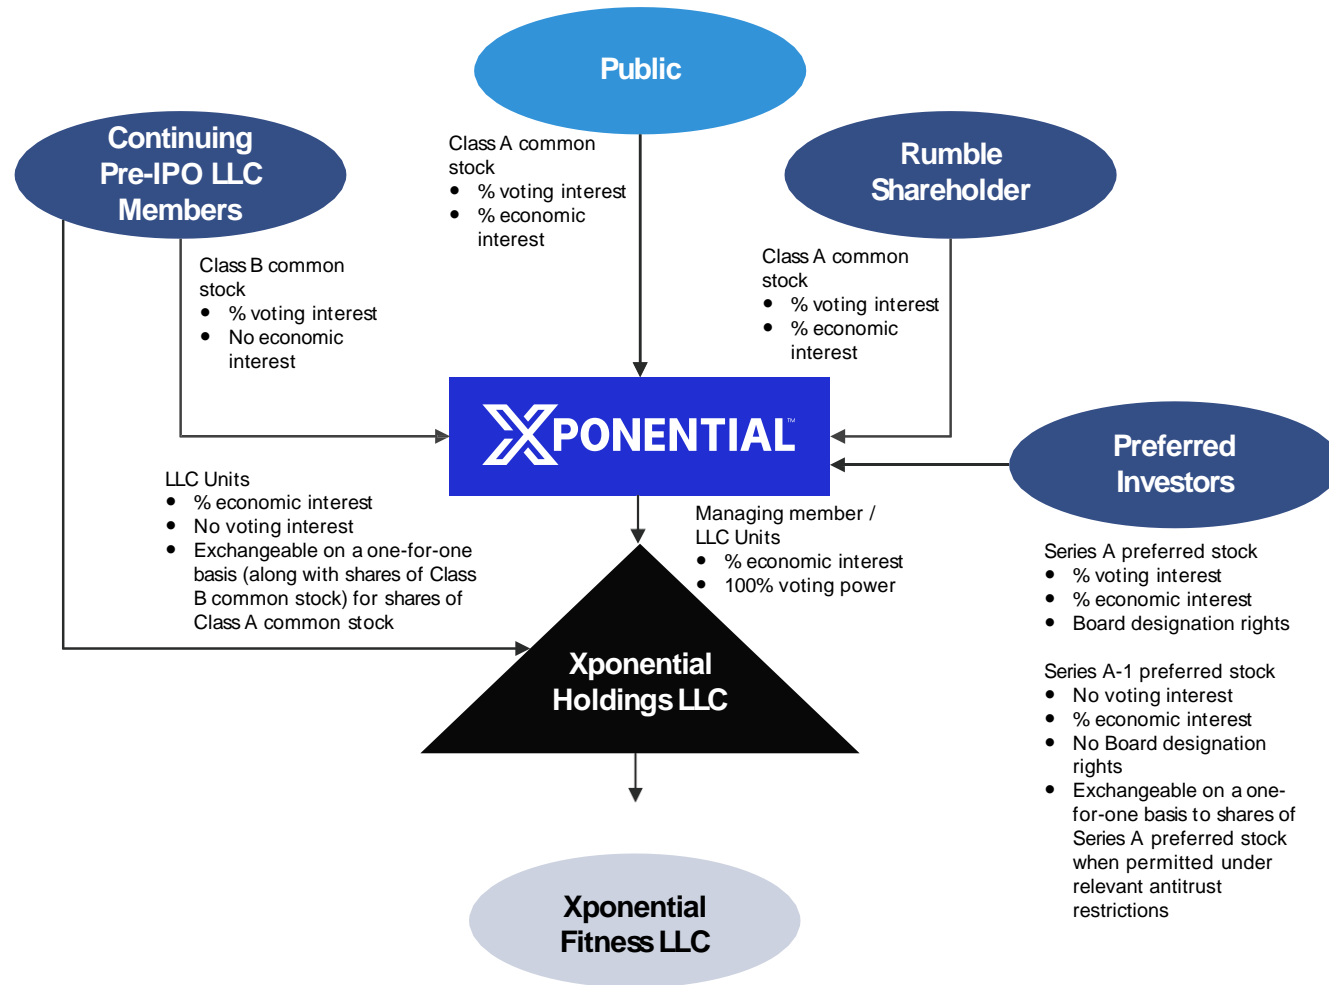 Public
Continuing
Pre-IPO LLC
Members
Rumble
Shareholder
Class A common
stock
• % voting interest
• % economic
interest
Class B common
stock
• % voting interest
• No economic
interest
Class A common
stock
• % voting interest
• % economic
interest
XPONENTIAL™
Preferred
Investors
LLC Units
• % economic interest
• No voting interest
• Exchangeable on a one-for-one
basis (along with shares of Class
B common stock) for shares of
Class A common stock
Managing member /
LLC Units
• % economic interest
• 100% voting power
Series A preferred stock
• % voting interest
• % economic interest
• Board designation rights
Series A-1 preferred stock
• No voting interest
• % economic interest
• No Board designation
rights
• Exchangeable on a one-
for-one basis to shares of
Series A preferred stock
when permitted under
relevant antitrust
restrictions
Xponential
Holdings LLC
Xponential
Fitness LLC